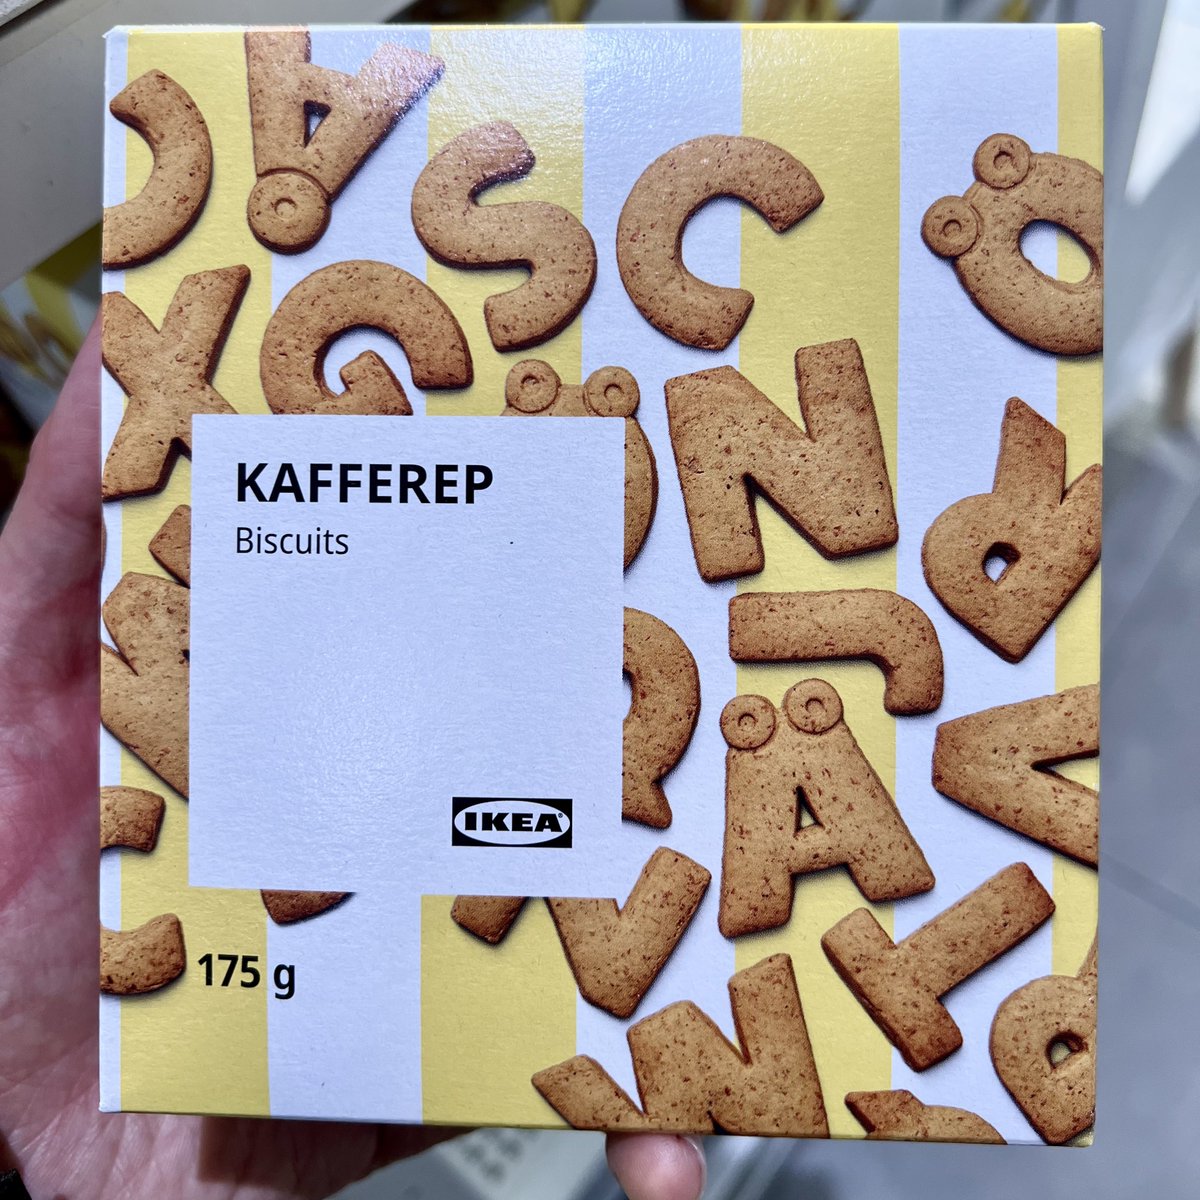 KAFFEREP
Biscuits
IKEA
175 g